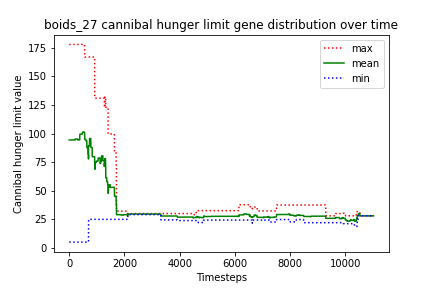 boids_27 cannibal hunger limit gene distribution over time
175
150
125
100
75
50
25
0
Cannibal hunger limit value
max
mean
min
0
2000
4000
6000
8000
10000
Timesteps